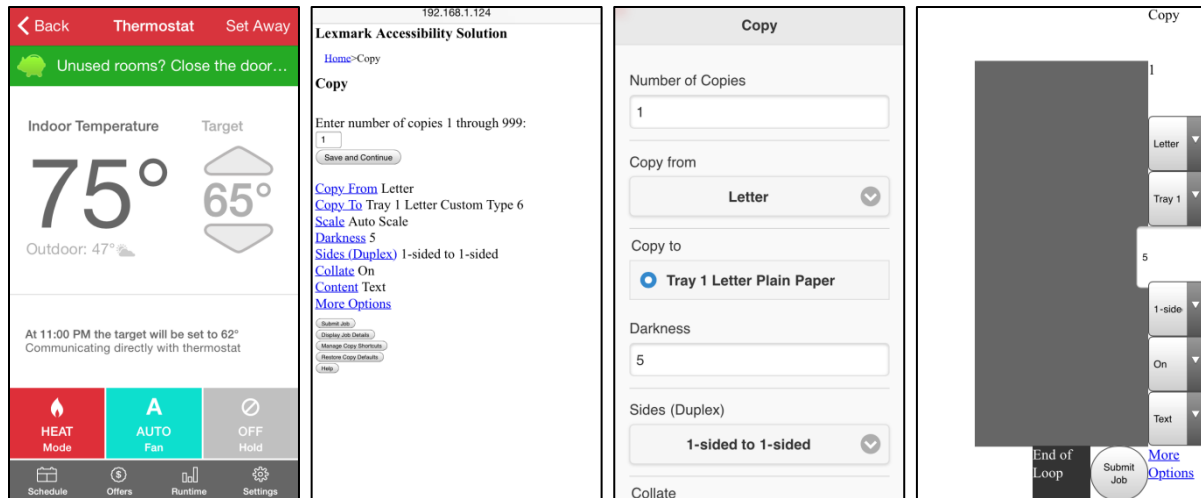 Back Thermostat Set Away
Unused rooms? Close the door...
Indoor Temperature Target
75° 65°
Outdoor: 47°
At 11:00 PM the target will be set to 62°
Communicating directly with thermostat
A
HEAT AUTO OFF
Mode Fan Hold
Schedule Offers Runtime Settings
192.168.1.124
Lexmark Accessibility Solution
Home>Copy
Copy
Enter number of copies 1 through 999:
1
Save and Continue
Copy From Letter
Copy To Tray 1 Letter Custom Type 6
Scale Auto Scale
Darkness 5
Sides (Duplex) 1-sided to 1-sided
Collate On
Content Text
More Options
Submit Job
Display Job Details
Manage Copy Shortcuts
Restore Copy Defaults
Help
Copy
Number of Copies
1
Copy from
Letter
Copy to
Tray 1 Letter Plain Paper
Darkness
5
Sides (Duplex)
1-sided to 1-sided
Collate
Copy
1
Letter
Tray 1
5
1-side
On
Text
End of
Loop
Submit
Job
More
Options